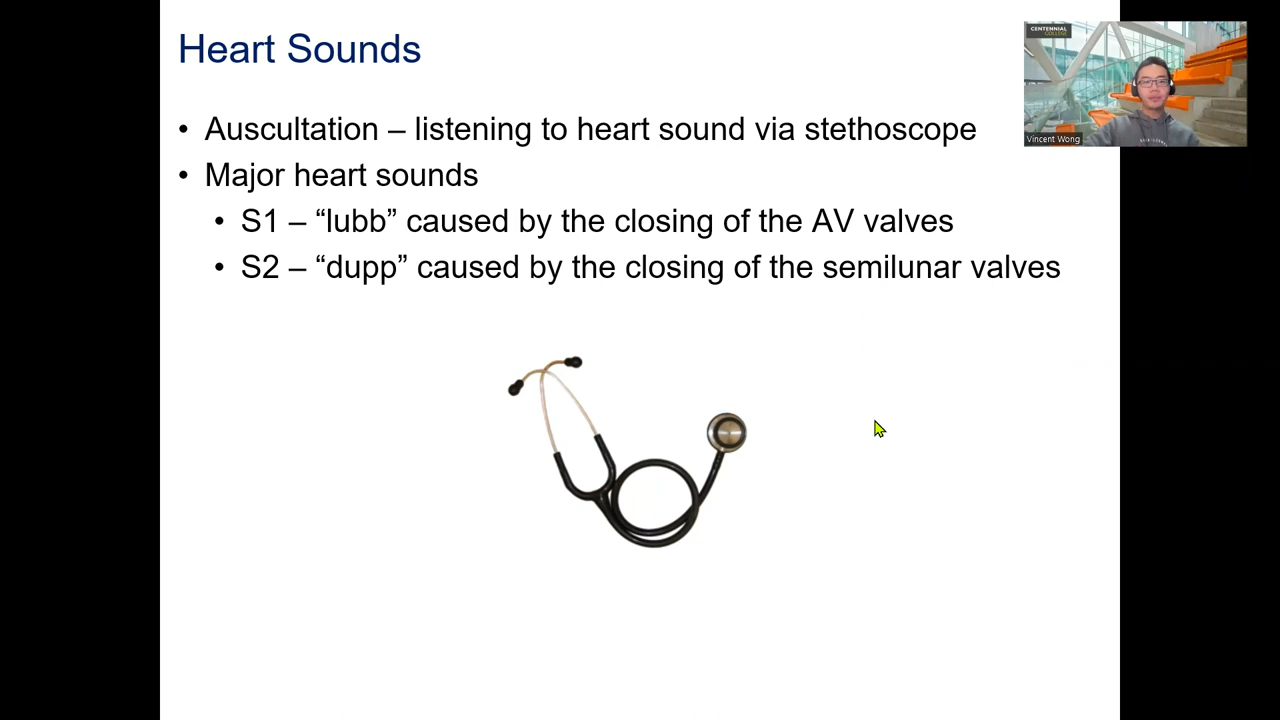 Heart Sounds
• Auscultation – listening to heart sound via stethoscope
• Major heart sounds
• S1 – “lubb” caused by the closing of the AV valves
• S2 – “dupp” caused by the closing of the semilunar valves
CENTENNIAL
COLLEGE
Vincent Wong